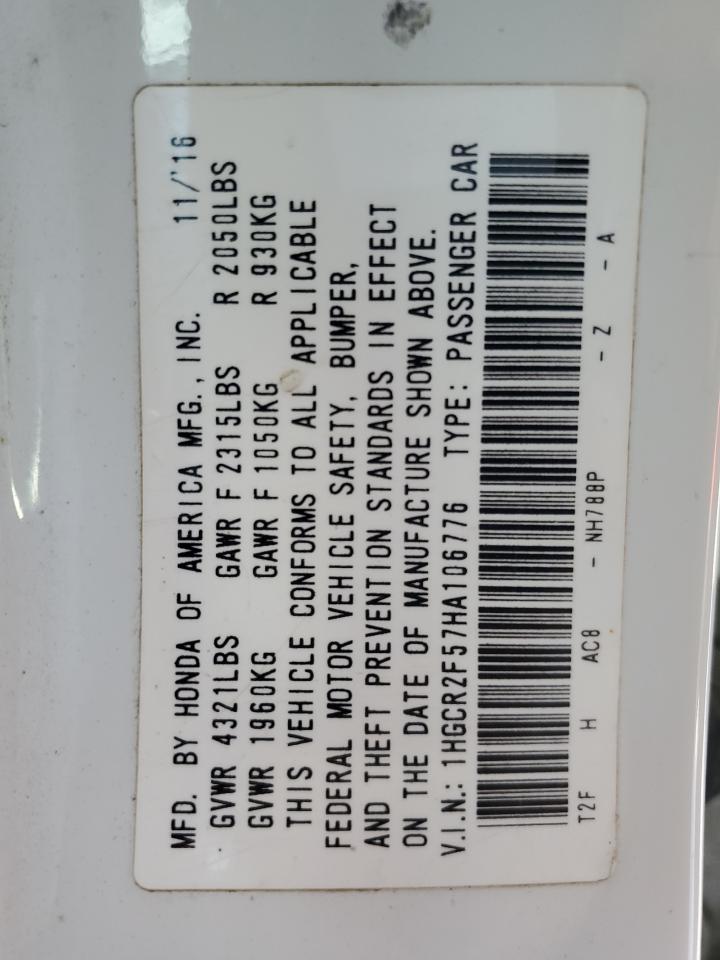 MFD. BY HONDA OF AMERICA MFG., INC. 11/'16
GVWR 4321LBS GAWR F 2315LBS R 2050LBS
GVWR 1960KG GAWR F 1050KG R 930KG
THIS VEHICLE CONFORMS TO ALL APPLICABLE
FEDERAL MOTOR VEHICLE SAFETY, BUMPER,
AND THEFT PREVENTION STANDARDS IN EFFECT
ON THE DATE OF MANUFACTURE SHOWN ABOVE.
V.I.N.: 1HGCR2F57HA106776 TYPE: PASSENGER CAR
T2F H AC8 - NH788P - Z - A